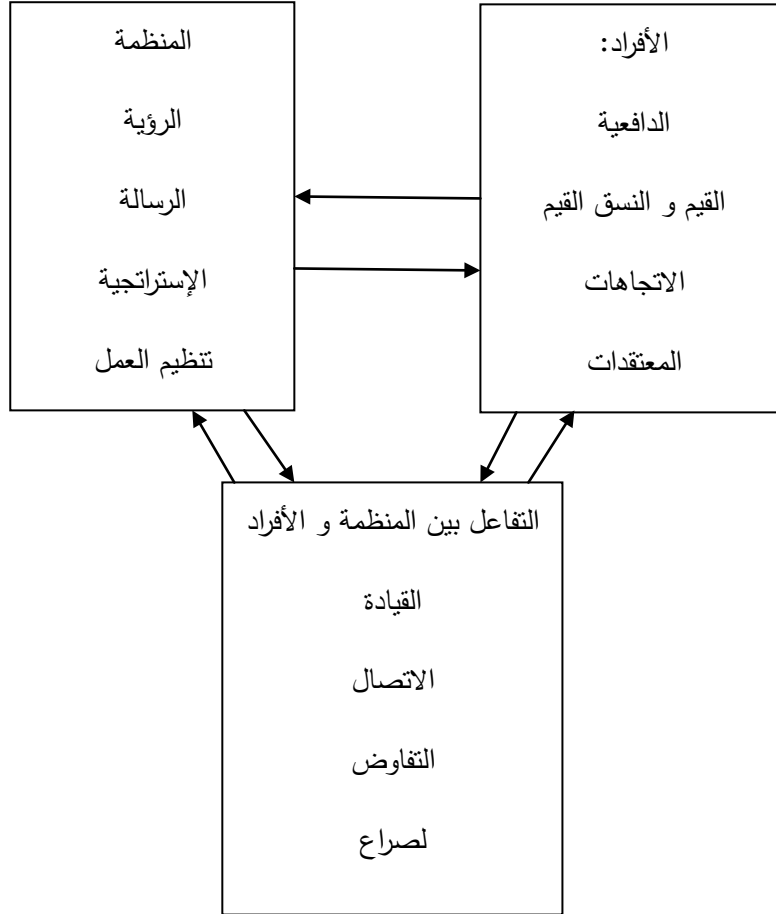 الأفراد:
الدافعية
القيم و النسق القيم
الاتجاهات
المعتقدات
المنظمة
الرؤية
الرسالة
الإستراتجية
تنظيم العمل
التفاعل بين المنظمة و الأفراد
القيادة
الاتصال
التفاوض
لصراع